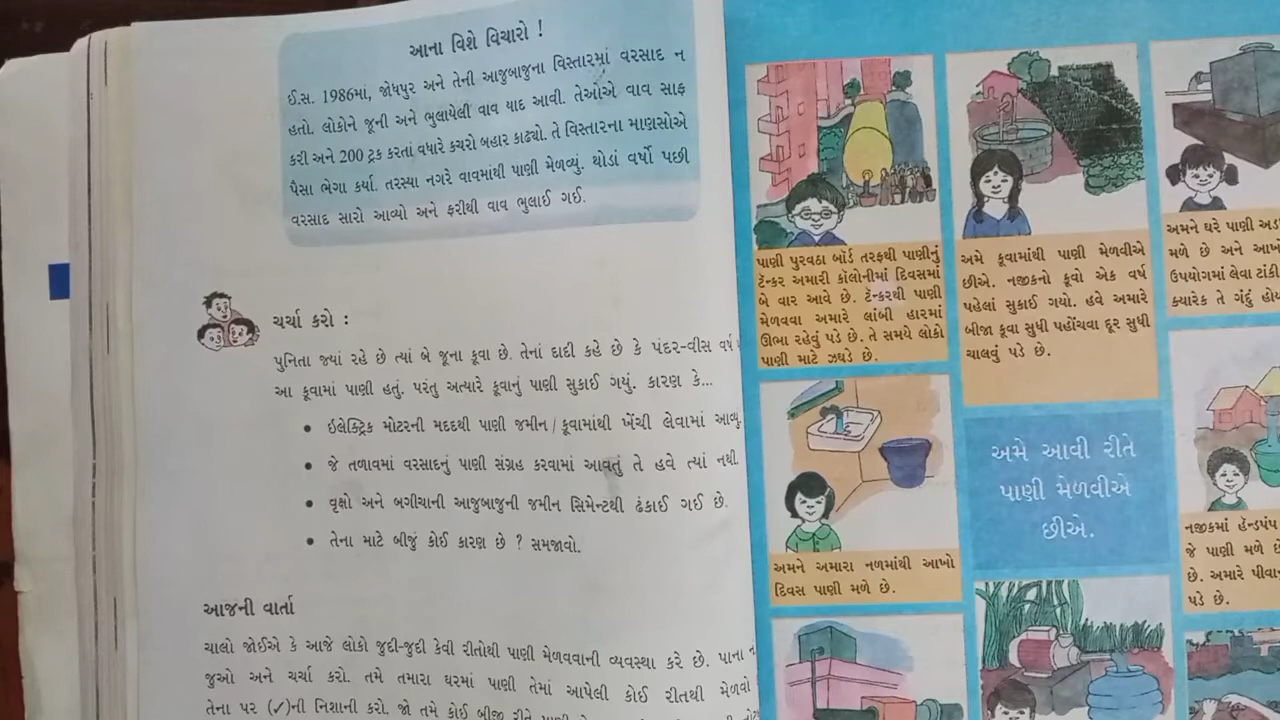 આના વિશે વિચારો !
ઈ.સ. 1986માં, જોધપુર અને તેની આજુબાજુના વિસ્તારમાં વરસાદ ન
હતો. લોકોને જૂની અને ભુલાયેલી વાવ યાદ આવી. તેઓએ વાવ સાફ
કરી અને 200 ટ્રક કરતાં વધારે કચરો બહાર કાઢ્યો. તે વિસ્તારના માણસોએ
પૈસા ભેગા કર્યા. તરસ્યા નગરે વાવમાંથી પાણી મેળવ્યું. થોડાં વર્ષો પછી
વરસાદ સારો આવ્યો અને ફરીથી વાવ ભુલાઈ ગઈ.
ચર્ચા કરો :
પુનિતા જ્યાં રહે છે ત્યાં બે જૂના કૂવા છે. તેનાં દાદી કહે છે કે પંદર-વીસ વર્ષ
આ કૂવામાં પાણી હતું. પરંતુ અત્યારે કૂવાનું પાણી સુકાઈ ગયું. કારણ કે...
• ઇલેક્ટ્રિક મોટરની મદદથી પાણી જમીન / કૂવામાંથી ખેંચી લેવામાં આવ્યું.
• જે તળાવમાં વરસાદનું પાણી સંગ્રહ કરવામાં આવતું તે હવે ત્યાં નથી.
• વૃક્ષો અને બગીચાની આજુબાજુની જમીન સિમેન્ટથી ઢંકાઈ ગઈ છે.
• તેના માટે બીજું કોઈ કારણ છે ? સમજાવો.
આજની વાર્તા
ચાલો જોઈએ કે આજે લોકો જુદી-જુદી કેવી રીતોથી પાણી મેળવવાની વ્યવસ્થા કરે છે. પાના
જુઓ અને ચર્ચા કરો. તમે તમારા ઘરમાં પાણી તેમાં આપેલી કોઈ રીતથી મેળવો
તેના પર (✓)ની નિશાની કરો. જો તમે કોઈ બીજી રીતે
પાણી પુરવઠા બૉર્ડ તરફથી પાણીનું
ટૅન્કર અમારી કૉલોનીમાં દિવસમાં
બે વાર આવે છે. ટૅન્કરથી પાણી
મેળવવા અમારે લાંબી હારમાં
ઊભા રહેવું પડે છે. તે સમયે લોકો
પાણી માટે ઝઘડે છે.
અમે કૂવામાંથી પાણી મેળવીએ
છીએ. નજીકનો કૂવો એક વર્ષ
પહેલાં સુકાઈ ગયો. હવે અમારે
બીજા કૂવા સુધી પહોંચવા દૂર સુધી
ચાલવું પડે છે.
અમને ઘરે પાણી
મળે છે અને
ઉપયોગમાં લેવા ટાંકી
ક્યારેક તે ગંદું
અમને અમારા નળમાંથી આખો
દિવસ પાણી મળે છે.
અમે આવી રીતે
પાણી મેળવીએ
છીએ.
નજીકમાં હૅન્ડપંપ
જે પાણી મળે
છે. અમારે
પડે છે.